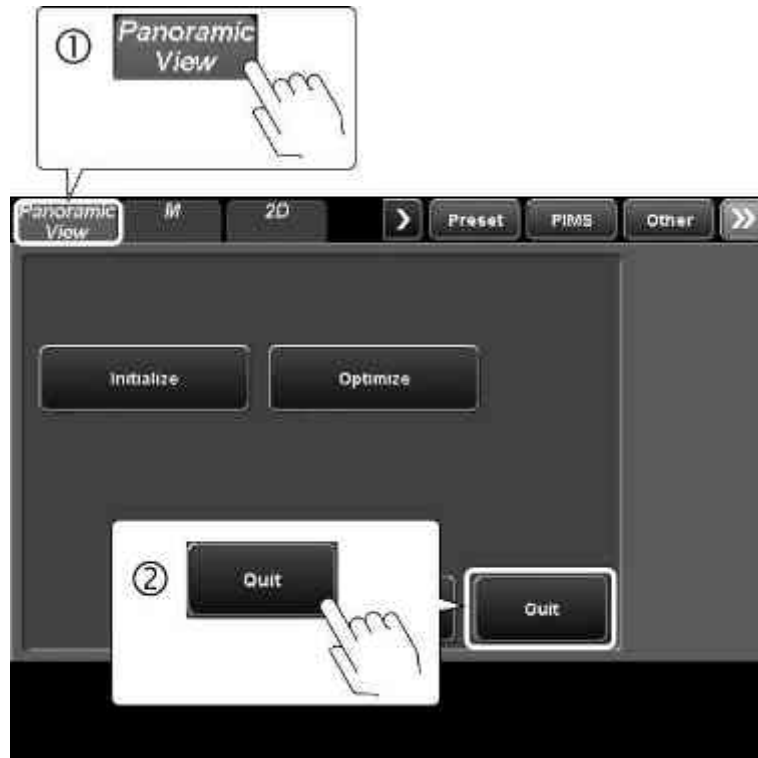 ① Panoramic
View
Panoramic
View
M
2D
Preset
PIMS
Other
Initialize
Optimize
② Quit
Quit